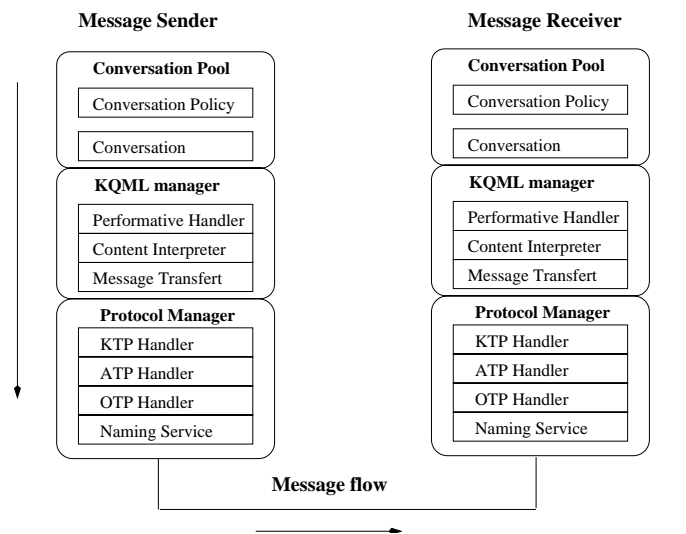 Message Sender
Conversation Pool
Conversation Policy
Conversation
KQML manager
Performative Handler
Content Interpreter
Message Transfert
Protocol Manager
KTP Handler
ATP Handler
OTP Handler
Naming Service
Message Receiver
Conversation Pool
Conversation Policy
Conversation
KQML manager
Performative Handler
Content Interpreter
Message Transfert
Protocol Manager
KTP Handler
ATP Handler
OTP Handler
Naming Service
Message flow